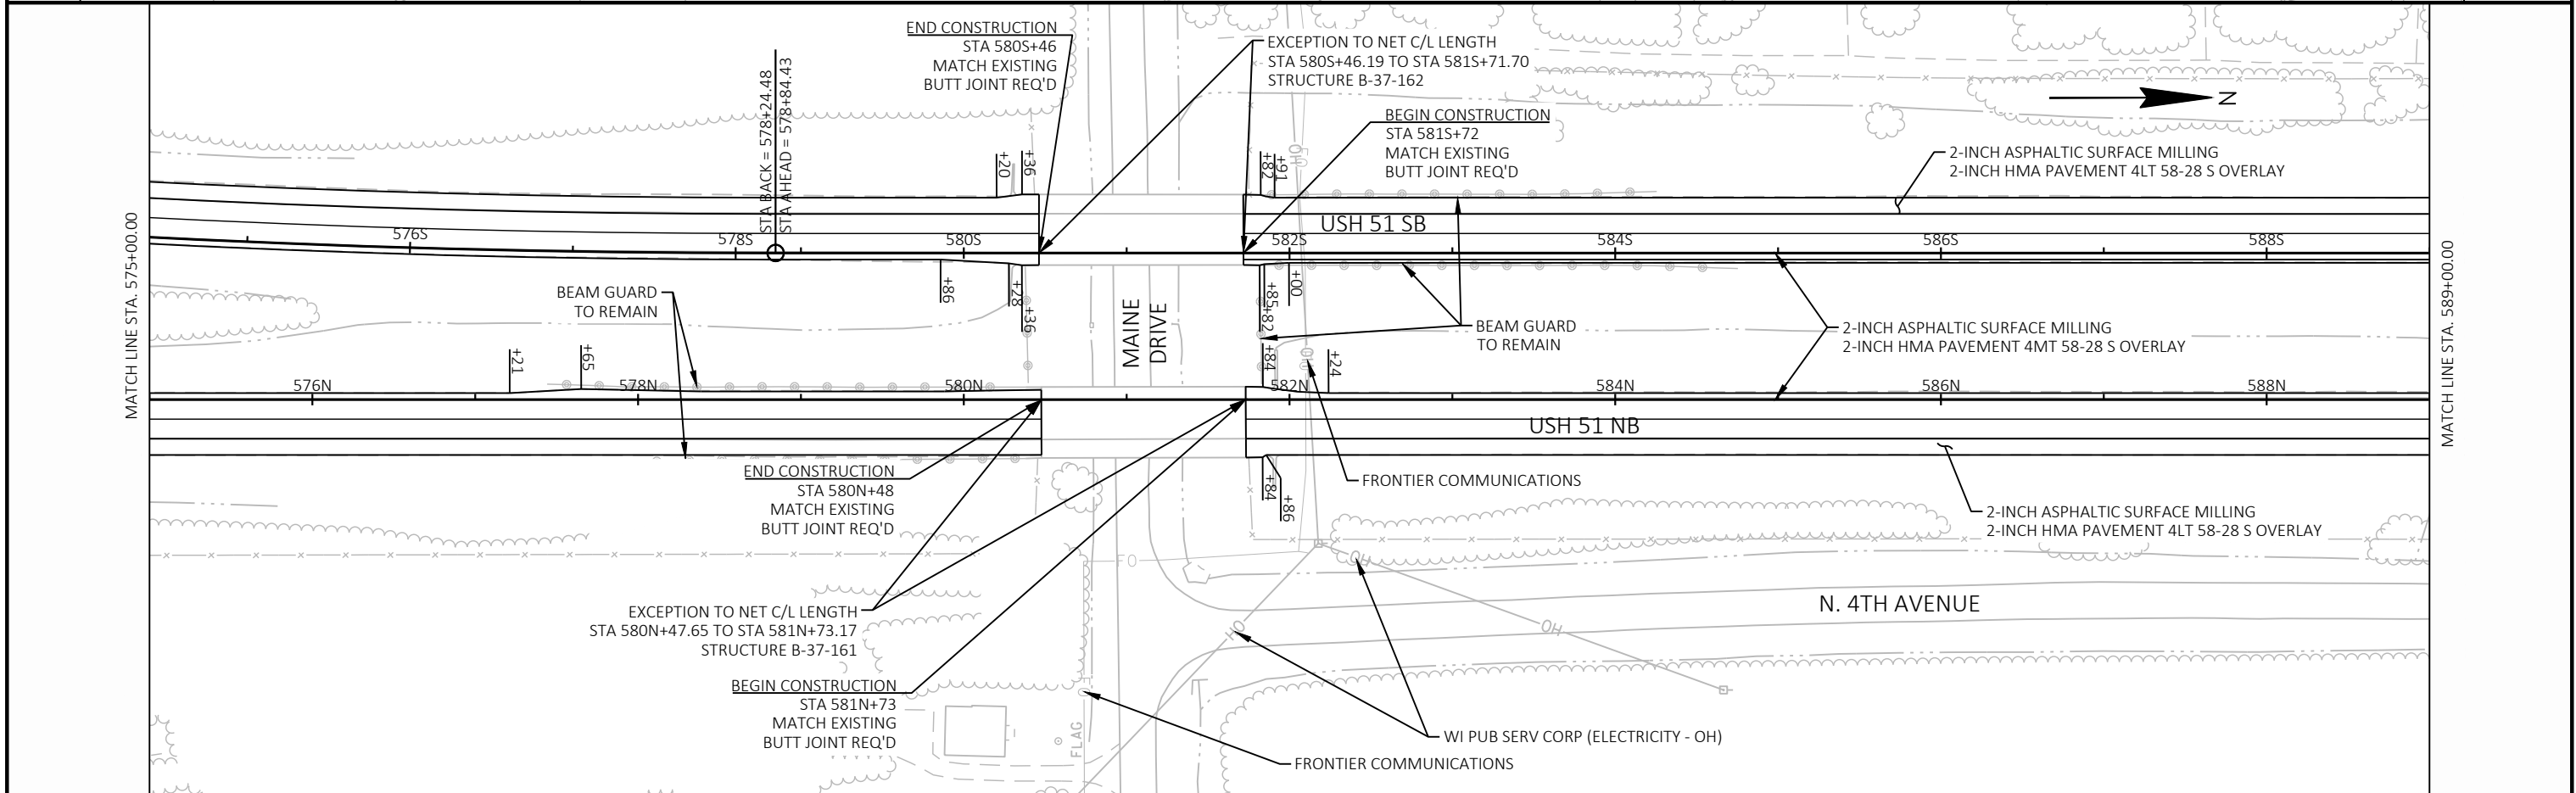 END CONSTRUCTION
STA 580S+46
MATCH EXISTING
BUTT JOINT REQ'D
EXCEPTION TO NET C/L LENGTH
STA 580S+46.19 TO STA 581S+71.70
STRUCTURE B-37-162
BEGIN CONSTRUCTION
STA 581S+72
MATCH EXISTING
BUTT JOINT REQ'D
N
STA BACK = 578+24.48
STA AHEAD = 578+84.43
2-INCH ASPHALTIC SURFACE MILLING
2-INCH HMA PAVEMENT 4LT 58-28 S OVERLAY
+20
+36
+82
+91
OH
FO
USH 51 SB
576S
578S
580S
582S
584S
586S
588S
MATCH LINE STA. 575+00.00
MATCH LINE STA. 589+00.00
+86
+28
+36
+85
+82
+00
BEAM GUARD
TO REMAIN
MAINE
DRIVE
BEAM GUARD
TO REMAIN
2-INCH ASPHALTIC SURFACE MILLING
2-INCH HMA PAVEMENT 4MT 58-28 S OVERLAY
+21
+65
+84
OH
+24
576N
578N
580N
582N
584N
586N
588N
USH 51 NB
END CONSTRUCTION
STA 580N+48
MATCH EXISTING
BUTT JOINT REQ'D
+84
+86
FRONTIER COMMUNICATIONS
2-INCH ASPHALTIC SURFACE MILLING
2-INCH HMA PAVEMENT 4LT 58-28 S OVERLAY
FO
OH
N. 4TH AVENUE
EXCEPTION TO NET C/L LENGTH
STA 580N+47.65 TO STA 581N+73.17
STRUCTURE B-37-161
OH
OH
BEGIN CONSTRUCTION
STA 581N+73
MATCH EXISTING
BUTT JOINT REQ'D
FLAG
WI PUB SERV CORP (ELECTRICITY - OH)
FRONTIER COMMUNICATIONS